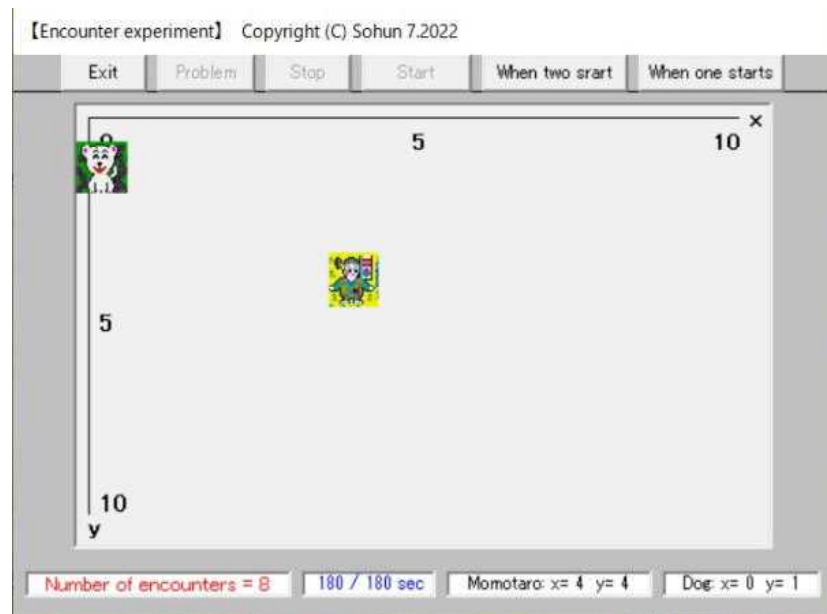 【Encounter experiment】 Copyright (C) Sohun 7.2022
Exit Problem Stop Start When two srart When one starts
x
0 5 10
5
10
y
Number of encounters = 8 180 / 180 sec Momotaro: x= 4 y= 4 Dog: x= 0 y= 1